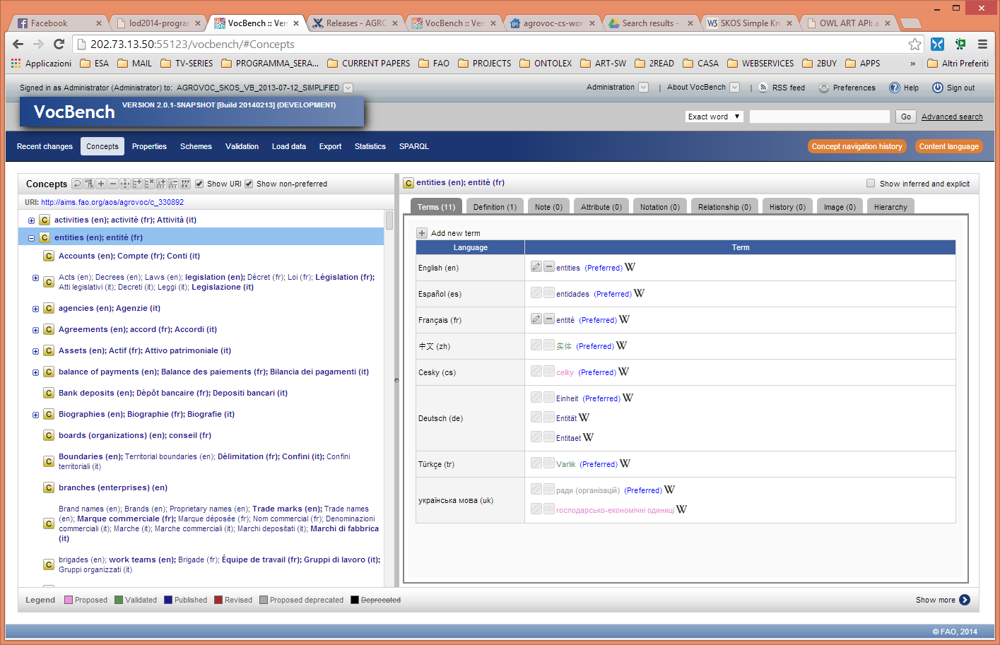 Facebook
lod2014-progran
VocBench :: Vers
Releases - AGRO
VocBench :: Vers
agrovoc-cs-wor
Search results -
SKOS Simple Kn
OWL ART API: a
202.73.13.50:55123/vocbench/#Concepts
Applicazioni ESA MAIL TV-SERIES PROGRAMMA_SERA... CURRENT PAPERS FAO PROJECTS ONTOLEX ART-SW 2READ CASA WEBSERVICES 2BUY APPS » Altri Preferiti
Signed in as Administrator (Administrator) to: AGROVOC_SKOS_VB_2013-07-12_SIMPLIFIED
Administration | About VocBench | RSS feed Preferences Help Sign out
VocBench VERSION 2.0.1-SNAPSHOT [Build 20140213] (DEVELOPMENT)
Exact word Go Advanced search
Recent changes Concepts Properties Schemes Validation Load data Export Statistics SPARQL
Concept navigation history Content language
Concepts Show URI Show non-preferred
URI: http://aims.fao.org/aos/agrovoc/c_330892
C activities (en); activité (fr); Attività (it)
C entities (en); entité (fr)
C Accounts (en); Compte (fr); Conti (it)
C Acts (en); Decrees (en); Laws (en); legislation (en); Décret (fr); Loi (fr); Législation (fr);
Atti legislativi (it); Decreti (it); Leggi (it); Legislazione (it)
C agencies (en); Agenzie (it)
C Agreements (en); accord (fr); Accordi (it)
C Assets (en); Actif (fr); Attivo patrimoniale (it)
C balance of payments (en); Balance des paiements (fr); Bilancia dei pagamenti (it)
C Bank deposits (en); Dépôt bancaire (fr); Depositi bancari (it)
C Biographies (en); Biographie (fr); Biografie (it)
C boards (organizations) (en); conseil (fr)
C Boundaries (en); Territorial boundaries (en); Délimitation (fr); Confini (it); Confini
territoriali (it)
C branches (enterprises) (en)
C Brand names (en); Brands (en); Proprietary names (en); Trade marks (en); Trade names
(en); Marque commerciale (fr); Marque déposée (fr); Nom commercial (fr); Denominazioni
commerciali (it); Marche (it); Marche commerciali (it); Marchi depositati (it); Marchi di fabbrica
(it)
C brigades (en); work teams (en); Brigade (fr); Équipe de travail (fr); Gruppi di lavoro (it);
Gruppi organizzati (it)
C entities (en); entité (fr)
Show inferred and explicit
Terms (11) Definition (1) Note (0) Attribute (0) Notation (0) Relationship (0) History (0) Image (0) Hierarchy
Add new term
Language Term
English (en) entities (Preferred) W
Español (es) entidades (Preferred) W
Français (fr) entité (Preferred) W
中文 (zh) 实体 (Preferred) W
Cesky (cs) celky (Preferred) W
Deutsch (de) Einheit (Preferred) W
Entität W
Entitaet W
Türkçe (tr) Varlık (Preferred) W
українська мова (uk) ради (організацій) (Preferred) W
господарсько-економічні одиниці W
Legend Proposed Validated Published Revised Proposed deprecated Deprecated
Show more
© FAO, 2014